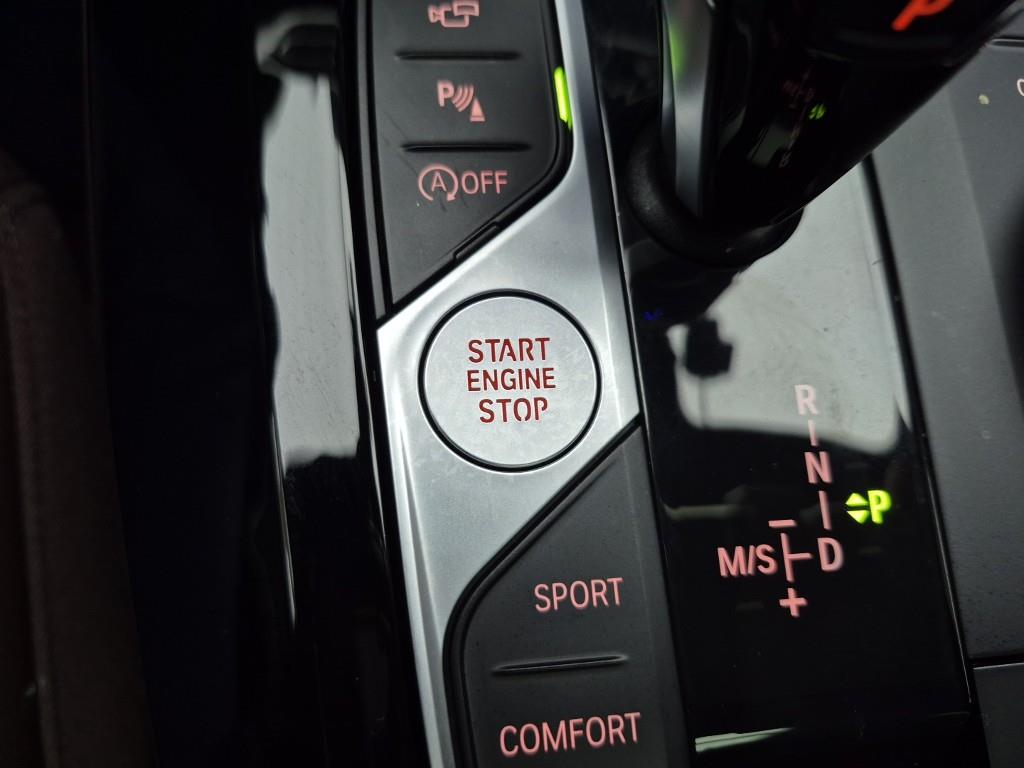 P
P
(A) OFF
START
ENGINE
STOP
R
N
P
M/S D
SPORT
COMFORT